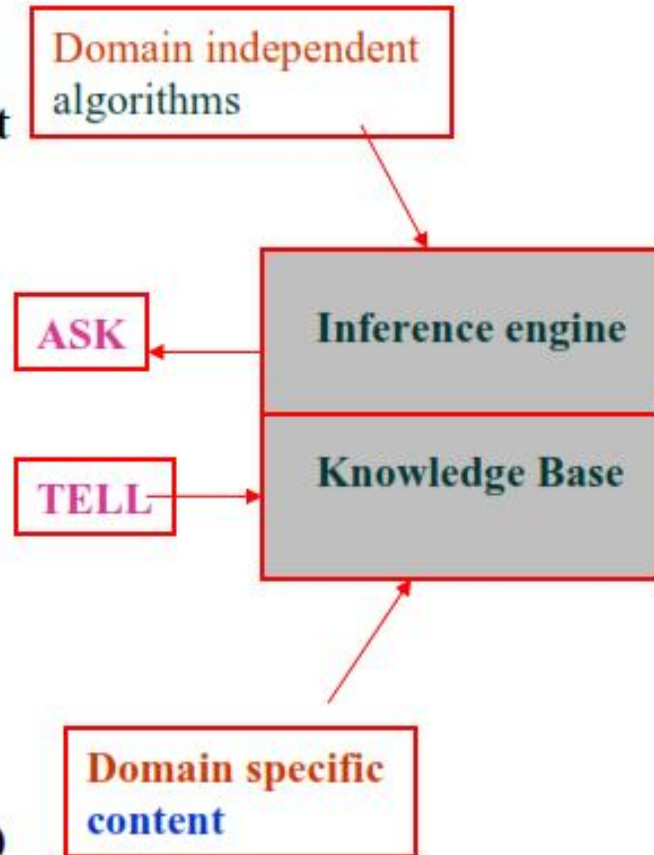 Domain independent
algorithms
t
ASK
Inference engine
TELL
Knowledge Base
Domain specific
content
)